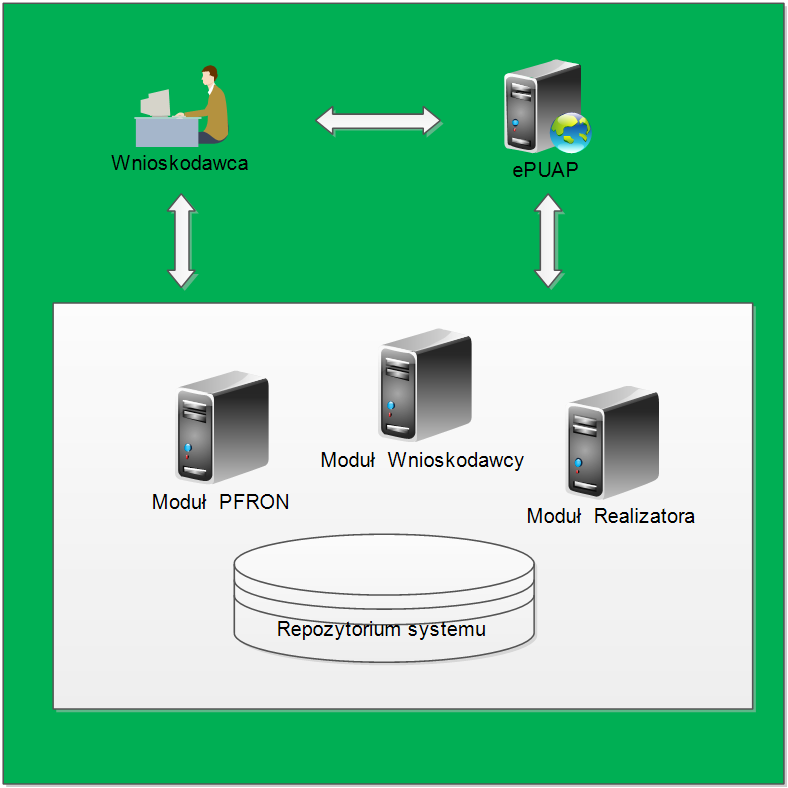 Wnioskodawca
ePUAP
Moduł Wnioskodawcy
Moduł PFRON
Moduł Realizatora
Repozytorium systemu